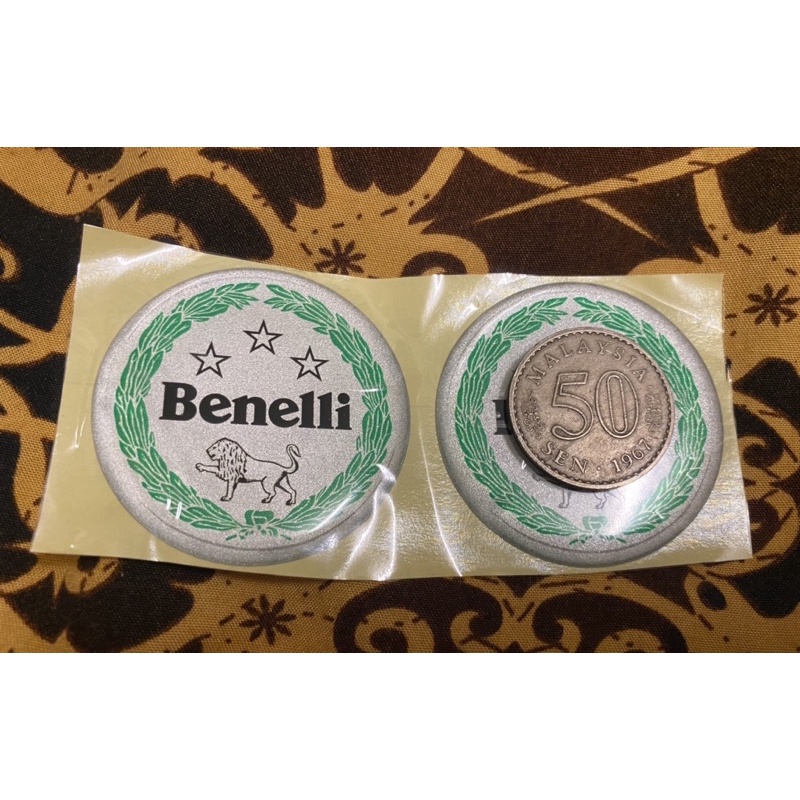 Benelli
MALAYSIA
50
SEN · 1967